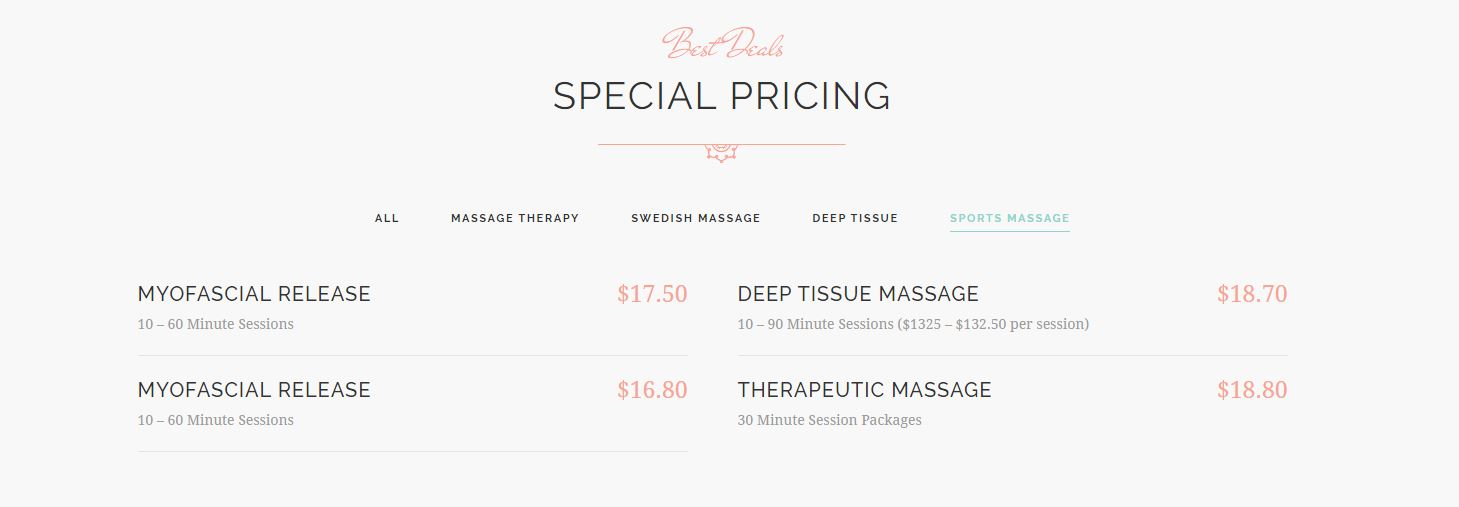 Best Deals
SPECIAL PRICING
ALL MASSAGE THERAPY SWEDISH MASSAGE DEEP TISSUE SPORTS MASSAGE
MYOFASCIAL RELEASE $17.50
10 – 60 Minute Sessions
DEEP TISSUE MASSAGE $18.70
10 – 90 Minute Sessions ($1325 – $132.50 per session)
MYOFASCIAL RELEASE $16.80
10 – 60 Minute Sessions
THERAPEUTIC MASSAGE $18.80
30 Minute Session Packages